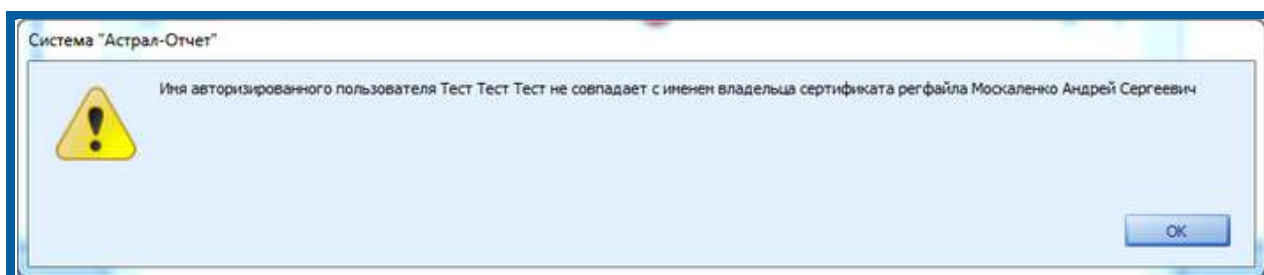 Система "Астрал-Отчет"
Имя авторизированного пользователя Тест Тест Тест не совпадает с именем владельца сертификата регфайла Москаленко Андрей Сергеевич
OK